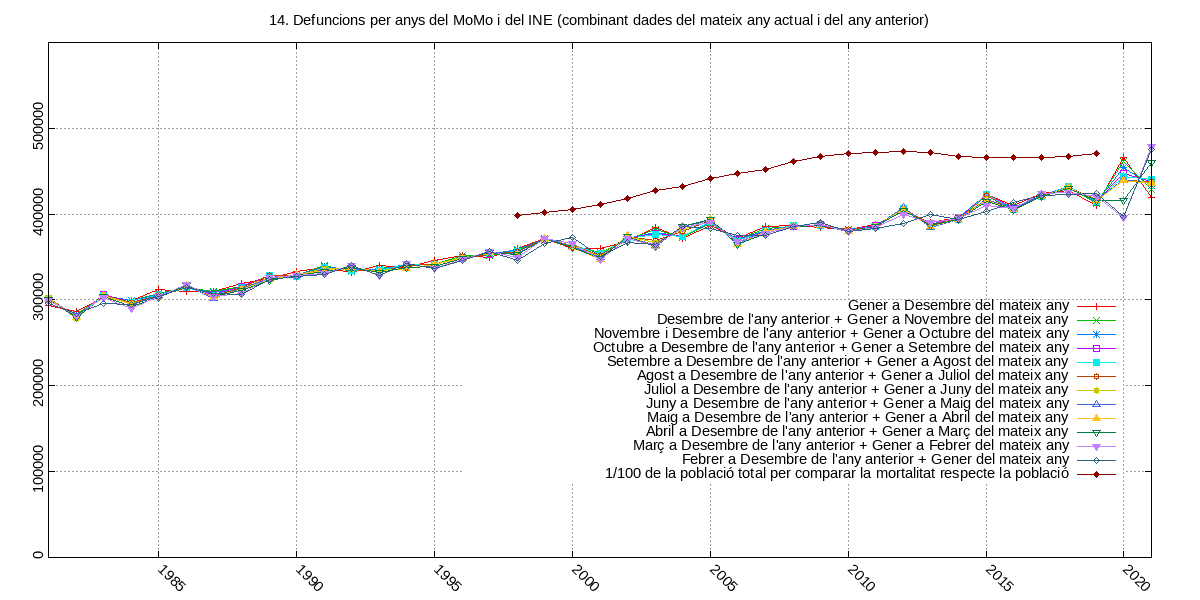 14. Defuncions per anys del MoMo i del INE (combinant dades del mateix any actual i del any anterior)
500000
400000
300000
200000
100000
0
Gener a Desembre del mateix any
Desembre de l'any anterior + Gener a Novembre del mateix any
Novembre i Desembre de l'any anterior + Gener a Octubre del mateix any
Octubre a Desembre de l'any anterior + Gener a Setembre del mateix any
Setembre a Desembre de l'any anterior + Gener a Agost del mateix any
Agost a Desembre de l'any anterior + Gener a Juliol del mateix any
Juliol a Desembre de l'any anterior + Gener a Juny del mateix any
Juny a Desembre de l'any anterior + Gener a Maig del mateix any
Maig a Desembre de l'any anterior + Gener a Abril del mateix any
Abril a Desembre de l'any anterior + Gener a Març del mateix any
Març a Desembre de l'any anterior + Gener a Febrer del mateix any
Febrer a Desembre de l'any anterior + Gener del mateix any
1/100 de la població total per comparar la mortalitat respecte la població
1985
1990
1995
2000
2005
2010
2015
2020